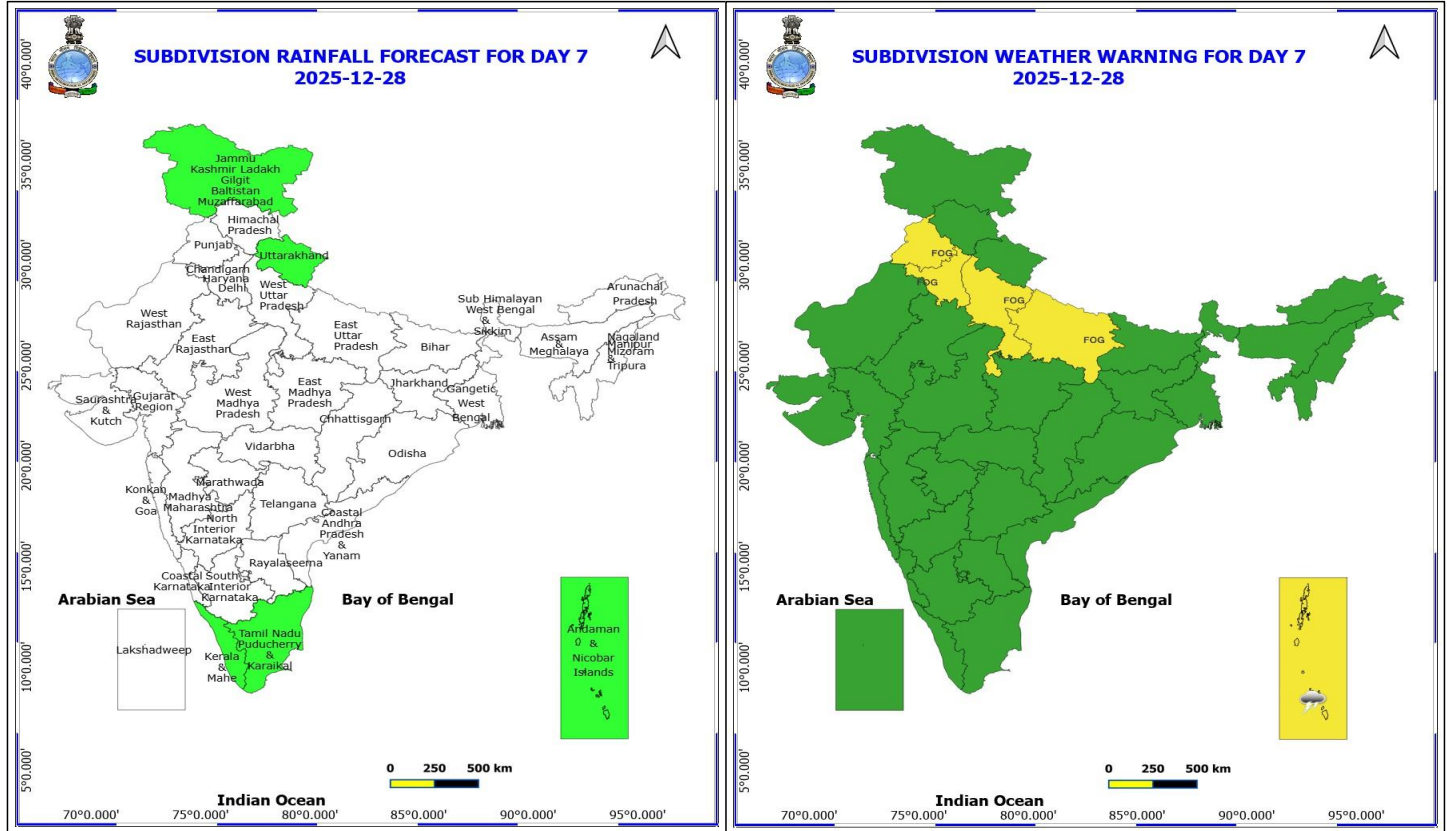 SUBDIVISION RAINFALL FORECAST FOR DAY 7
2025-12-28
40°0.000'
35°0.000'
30°0.000'
25°0.000'
20°0.000'
15°0.000'
10°0.000'
5°0.000'
Jammu
Kashmir Ladakh
Gilgit
Baltistan
Muzaffarabad
Himachal
Pradesh
Punjab
Uttarakhand
Chandigarh
Haryana
Delhi
West
Uttar
Pradesh
Arunachal
Pradesh
Sub Himalayan
West Bengal
&
Sikkim
West
Rajasthan
East
Rajasthan
East
Uttar
Pradesh
Bihar
Assam
&
Meghalaya
Nagaland
Manipur
Mizoram
&
Tripura
Saurashtra
&
Kutch
Gujarat
Region
West
Madhya
Pradesh
East
Madhya
Pradesh
Jharkhand
Gangetic
West
Bengal
Chhattisgarh
Vidarbha
Odisha
Konkan
&
Goa
Marathwada
Madhya
Maharashtra
Telangana
North
Interior
Karnataka
Coastal
Andhra
Pradesh
&
Yanam
Rayalaseema
Coastal
Karnataka
South
Interior
Karnataka
Arabian Sea
Bay of Bengal
Lakshadweep
Kerala
&
Mahe
Tamil Nadu
Puducherry
&
Karaikal
Andaman
&
Nicobar
Islands
0 250 500 km
Indian Ocean
70°0.000' 75°0.000' 80°0.000' 85°0.000' 90°0.000' 95°0.000'
SUBDIVISION WEATHER WARNING FOR DAY 7
2025-12-28
40°0.000'
35°0.000'
30°0.000'
25°0.000'
20°0.000'
15°0.000'
10°0.000'
5°0.000'
FOG
FOG
FOG
FOG
Arabian Sea
Bay of Bengal
0 250 500 km
Indian Ocean
70°0.000' 75°0.000' 80°0.000' 85°0.000' 90°0.000' 95°0.000'